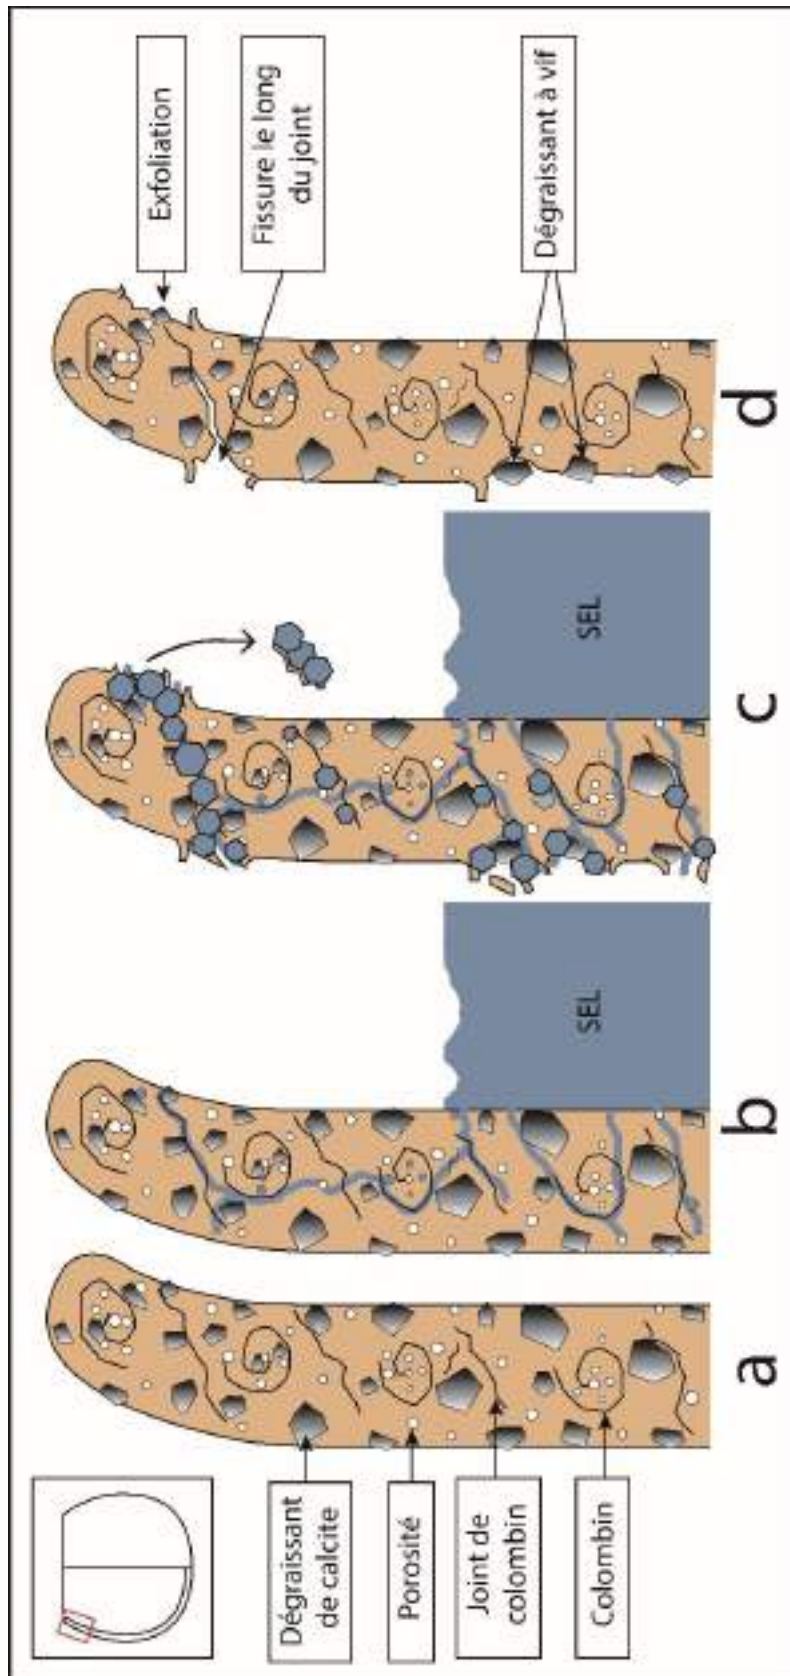 Dégraissant
de calcite
Porosité
Joint de
colombin
Colombin
a
b
SEL
c
SEL
d
Exfoliation
Fissure le long
du joint
Dégraissant à vif